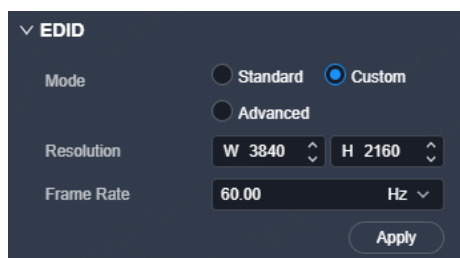 EDID
Mode
Standard
Custom
Advanced
Resolution
W 3840
H 2160
Frame Rate
60.00
Hz
Apply